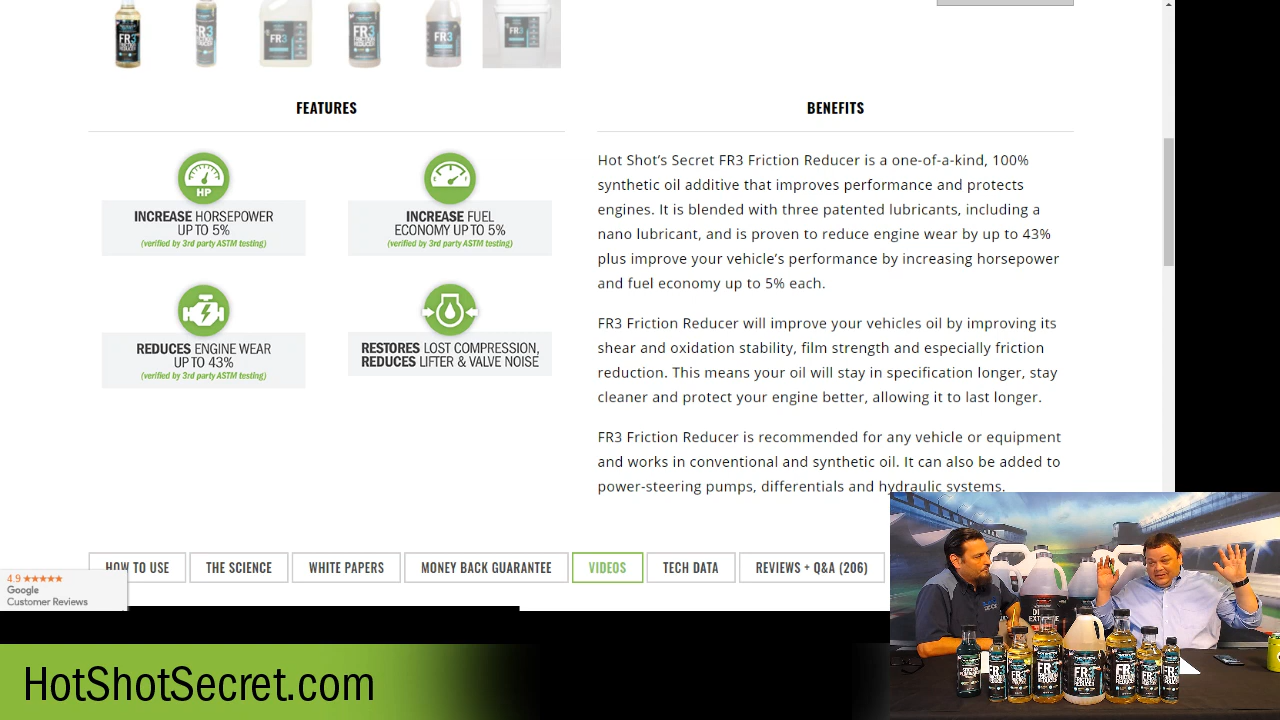 FR3
FR3
FR3
FR3
FR3
FR3
FEATURES
BENEFITS
HP
INCREASE HORSEPOWER
UP TO 5%
(verified by 3rd party ASTM testing)
INCREASE FUEL
ECONOMY UP TO 5%
(verified by 3rd party ASTM testing)
REDUCES ENGINE WEAR
UP TO 43%
(verified by 3rd party ASTM testing)
RESTORES LOST COMPRESSION,
REDUCES LIFTER & VALVE NOISE
Hot Shot's Secret FR3 Friction Reducer is a one-of-a-kind, 100%
synthetic oil additive that improves performance and protects
engines. It is blended with three patented lubricants, including a
nano lubricant, and is proven to reduce engine wear by up to 43%
plus improve your vehicle's performance by increasing horsepower
and fuel economy up to 5% each.
FR3 Friction Reducer will improve your vehicles oil by improving its
shear and oxidation stability, film strength and especially friction
reduction. This means your oil will stay in specification longer, stay
cleaner and protect your engine better, allowing it to last longer.
FR3 Friction Reducer is recommended for any vehicle or equipment
and works in conventional and synthetic oil. It can also be added to
power-steering pumps, differentials and hydraulic systems.
HOW TO USE
THE SCIENCE
WHITE PAPERS
MONEY BACK GUARANTEE
VIDEOS
TECH DATA
REVIEWS + Q&A (206)
4.9 ★★★★★
Google
Customer Reviews
FR3
FR3
FR3
HotShotSecret.com